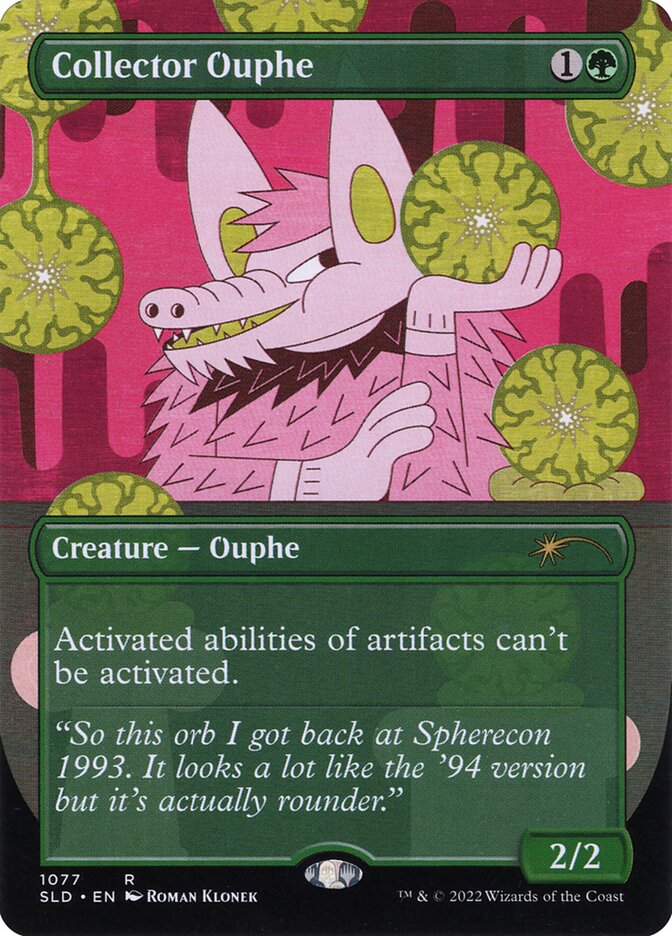 Collector Ouphe 1
Creature — Ouphe
Activated abilities of artifacts can't
be activated.
“So this orb I got back at Spherecon
1993. It looks a lot like the ’94 version
but it’s actually rounder.”
2/2
1077 R
SLD • EN Roman Klonek
™ & © 2022 Wizards of the Coast